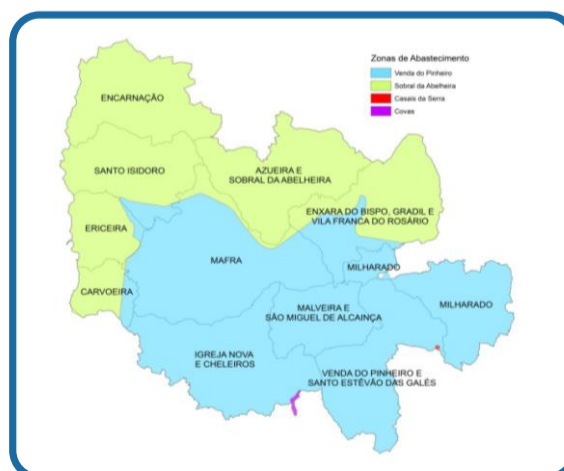 Zonas de Abastecimento
Venda do Pinheiro
Sobral da Abelheira
Casais da Serra
Covas
ENCARNAÇÃO
SANTO ISIDORO
AZUEIRA E
SOBRAL DA ABELHEIRA
ERICEIRA
ENXARA DO BISPO, GRADIL E
VILA FRANCA DO ROSÁRIO
MAFRA
MILHARADO
CARVOEIRA
MALVEIRA E
SÃO MIGUEL DE ALCAINÇA
MILHARADO
IGREJA NOVA
E CHELEIROS
VENDA DO PINHEIRO E
SANTO ESTÊVÃO DAS GALÉS